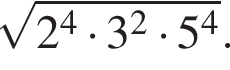 √2⁴ · 3² · 5⁴.